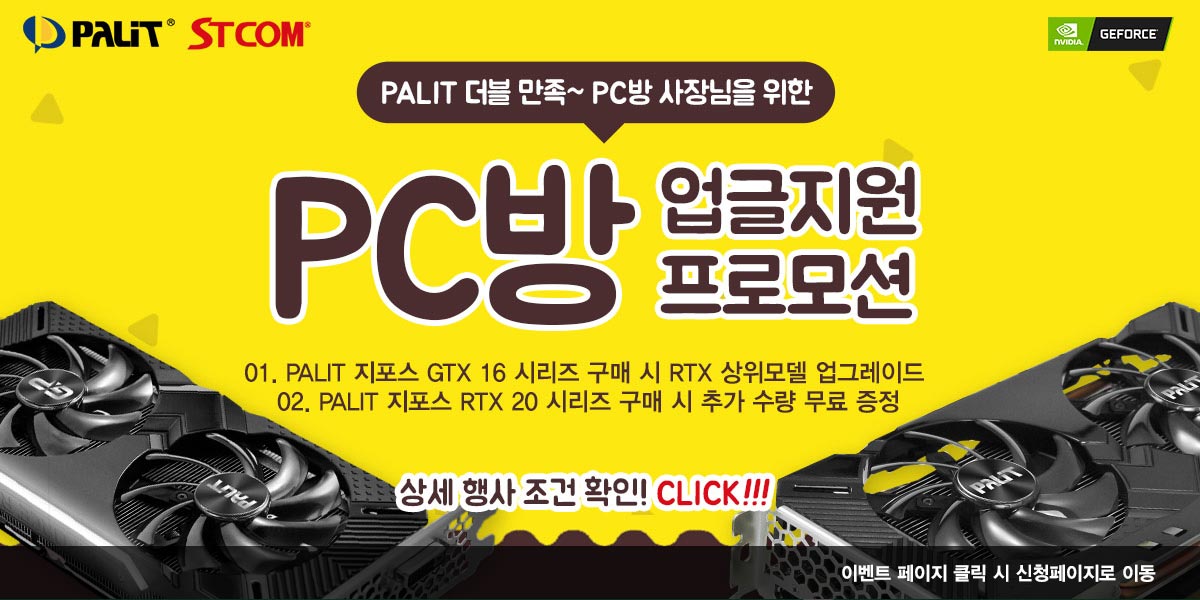 PALIT® STCOM®
NVIDIA. GEFORCE
PALIT 더블 만족~ PC방 사장님을 위한
PC방 업글지원
프로모션
01. PALIT 지포스 GTX 16 시리즈 구매 시 RTX 상위모델 업그레이드
02. PALIT 지포스 RTX 20 시리즈 구매 시 추가 수량 무료 증정
PALIT
PALIT
PALIT
GP
상세 행사 조건 확인! CLICK!!!
이벤트 페이지 클릭 시 신청페이지로 이동